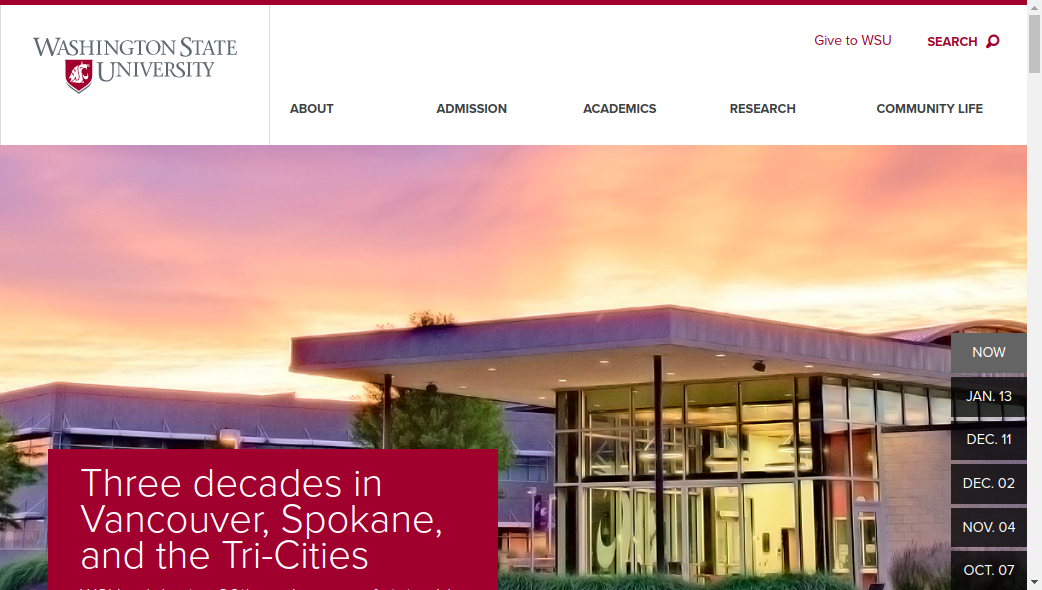 WASHINGTON STATE
UNIVERSITY
Give to WSU
SEARCH
ABOUT
ADMISSION
ACADEMICS
RESEARCH
COMMUNITY LIFE
NOW
JAN. 13
DEC. 11
DEC. 02
NOV. 04
OCT. 07
Three decades in
Vancouver, Spokane,
and the Tri-Cities